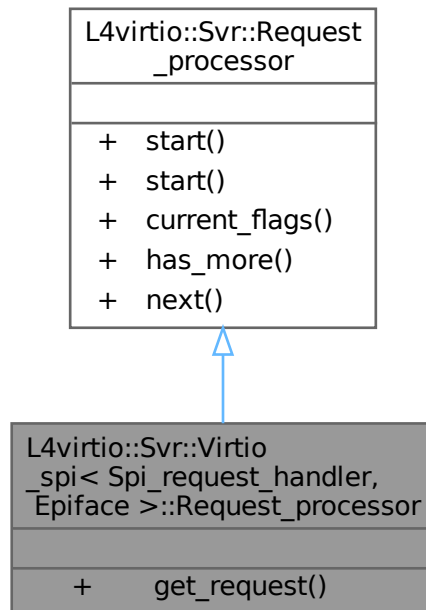 L4virtio::Svr::Request
_processor
+ start()
+ start()
+ current_flags()
+ has_more()
+ next()
L4virtio::Svr::Virtio
_spi< Spi_request_handler,
Epiface >::Request_processor
+ get_request()